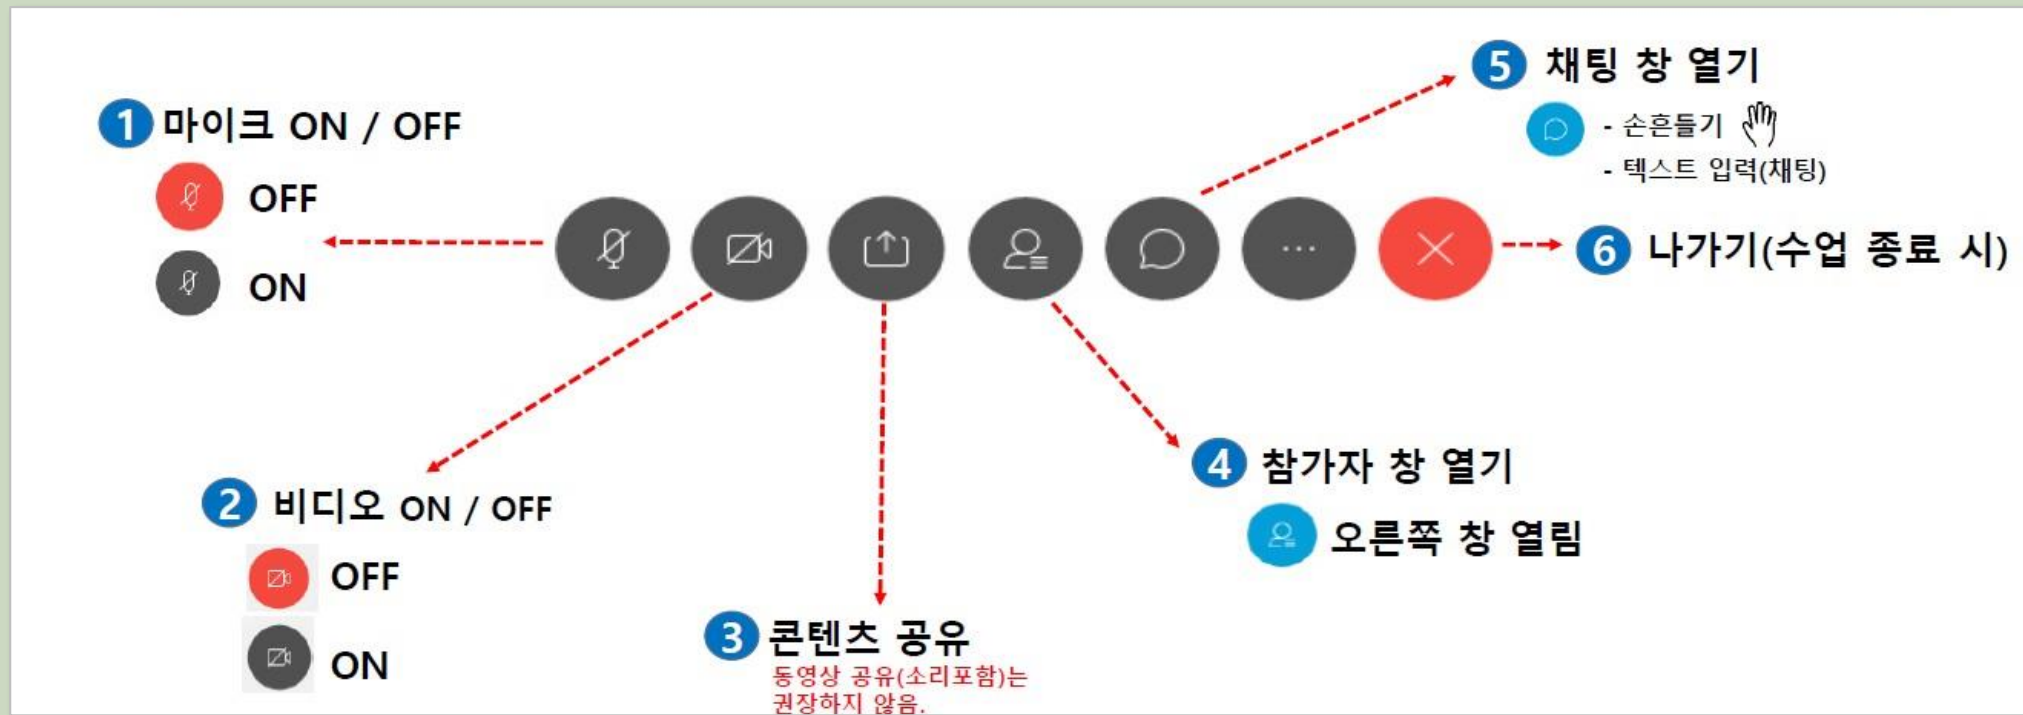 1 마이크 ON / OFF
OFF
ON
2 비디오 ON / OFF
OFF
ON
3 콘텐츠 공유
동영상 공유(소리포함)는
권장하지 않음.
4 참가자 창 열기
오른쪽 창 열림
5 채팅 창 열기
- 손흔들기
- 텍스트 입력(채팅)
6 나가기(수업 종료 시)